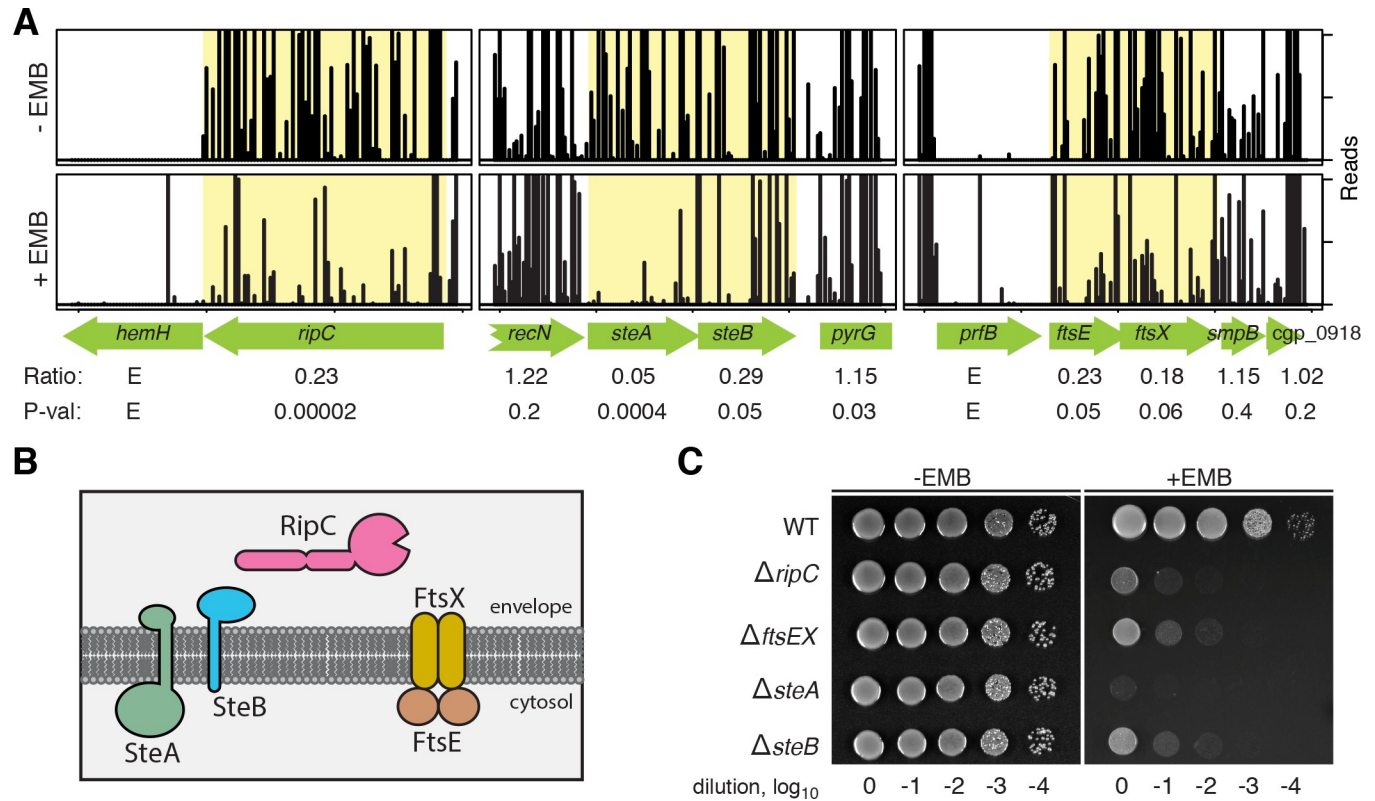 A
- EMB
+ EMB
Reads
hemH ripC recN steA steB pyrG prfB ftsE ftsX smpB cgp_0918
Ratio: E 0.23 1.22 0.05 0.29 1.15 E 0.23 0.18 1.15 1.02
P-val: E 0.00002 0.2 0.0004 0.05 0.03 E 0.05 0.06 0.4 0.2
B
RipC
FtsX
envelope
SteB
cytosol
SteA
FtsE
C
-EMB +EMB
WT
ΔripC
ΔftsEX
ΔsteA
ΔsteB
dilution, log10 0 -1 -2 -3 -4 0 -1 -2 -3 -4